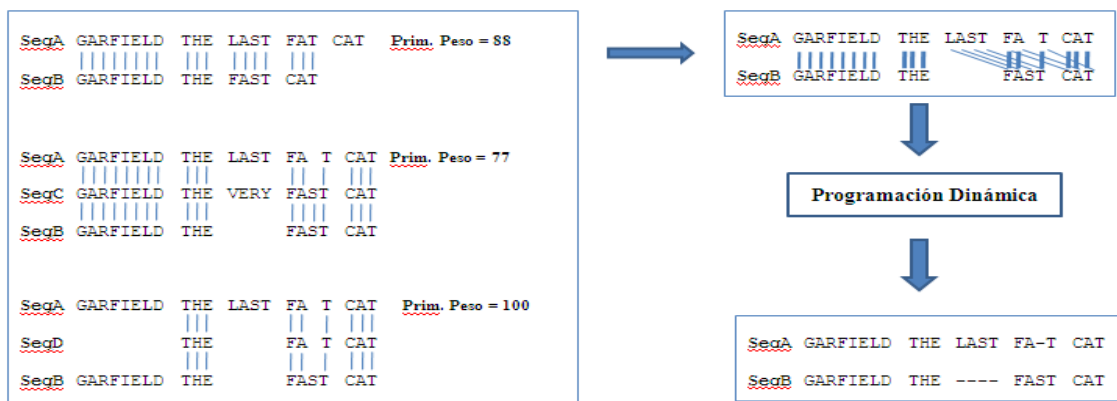 SeqA GARFIELD THE LAST FAT CAT Prim. Peso = 88
SeqB GARFIELD THE FAST CAT
SeqA GARFIELD THE LAST FA T CAT Prim. Peso = 77
SeqC GARFIELD THE VERY FAST CAT
SeqB GARFIELD THE FAST CAT
SeqA GARFIELD THE LAST FA T CAT Prim. Peso = 100
SeqD THE FA T CAT
SeqB GARFIELD THE FAST CAT
SeqA GARFIELD THE LAST FA T CAT
SeqB GARFIELD THE FAST CAT
Programación Dinámica
SeqA GARFIELD THE LAST FA-T CAT
SeqB GARFIELD THE ---- FAST CAT